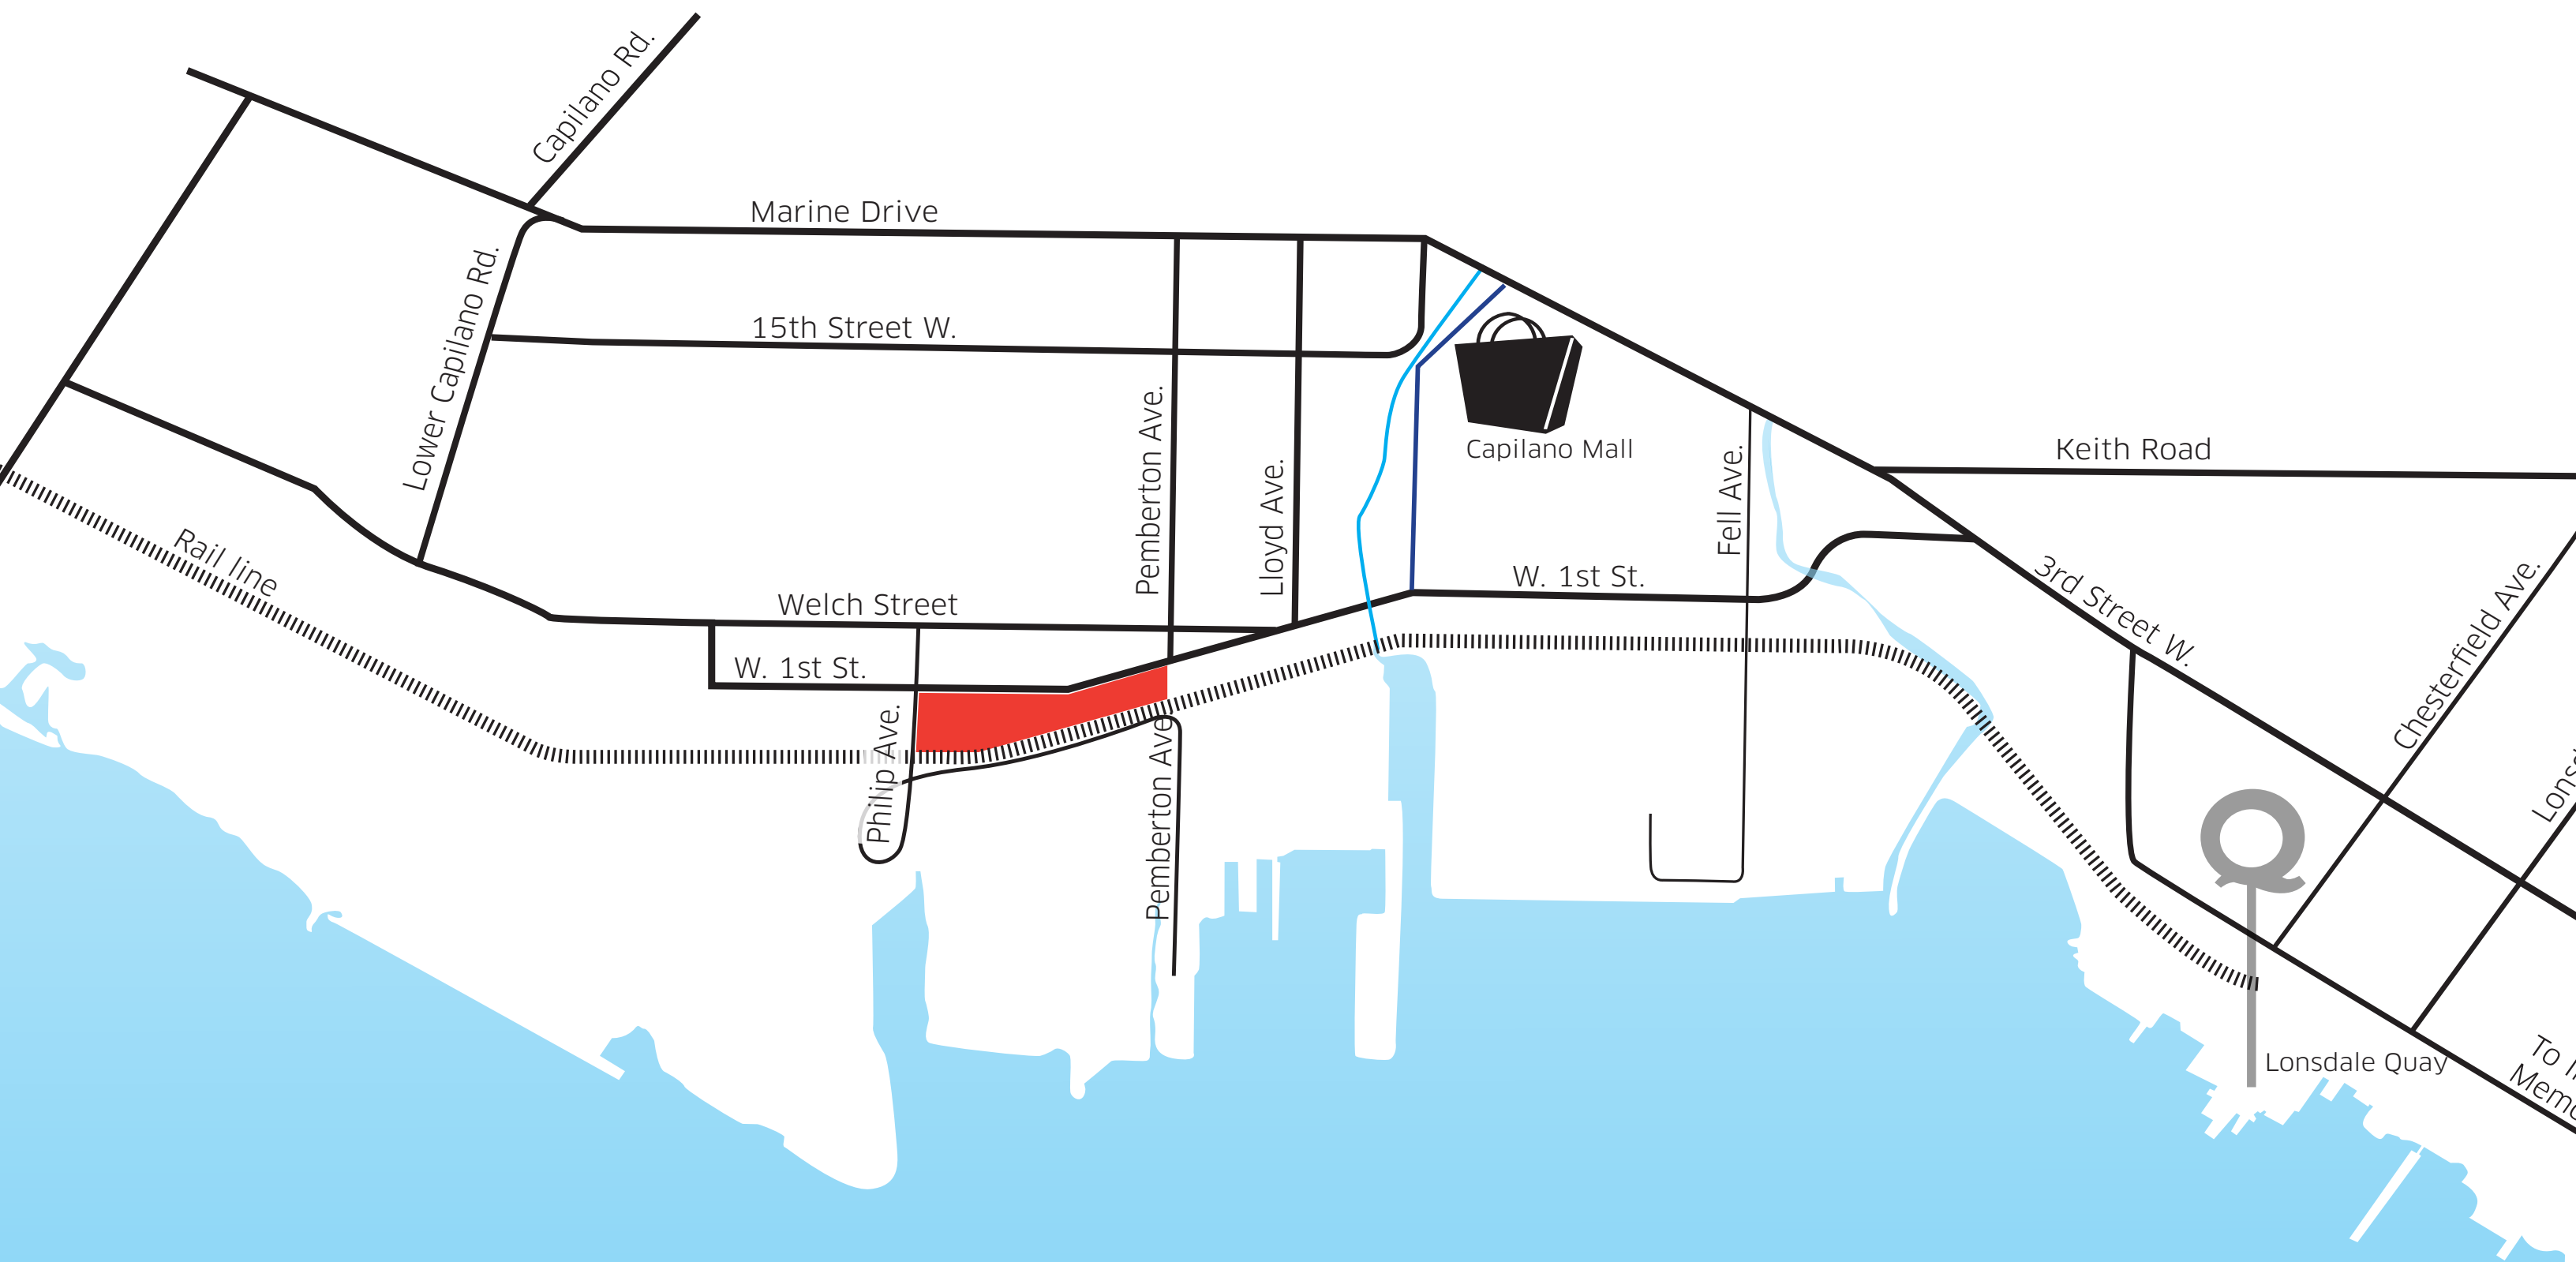 Capilano Rd.
Marine Drive
Lower Capilano Rd.
15th Street W.
Pemberton Ave.
Lloyd Ave.
Capilano Mall
Fell Ave.
Keith Road
Rail line
Welch Street
W. 1st St.
W. 1st St.
3rd Street W.
Chesterfield Ave.
Philip Ave.
Pemberton Ave
Lonsdale Quay
To